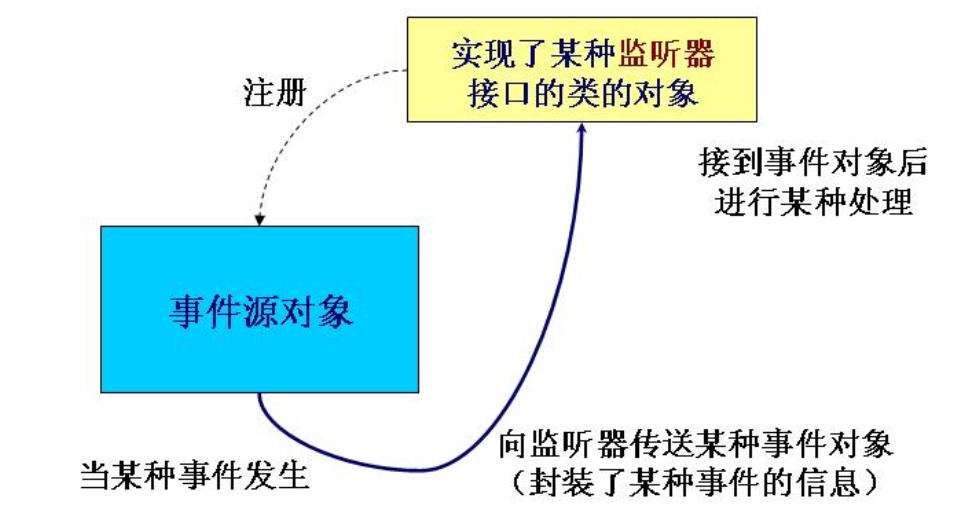 实现了某种监听器
接口的类的对象
注册
接到事件对象后
进行某种处理
事件源对象
当某种事件发生
向监听器传送某种事件对象
（封装了某种事件的信息）